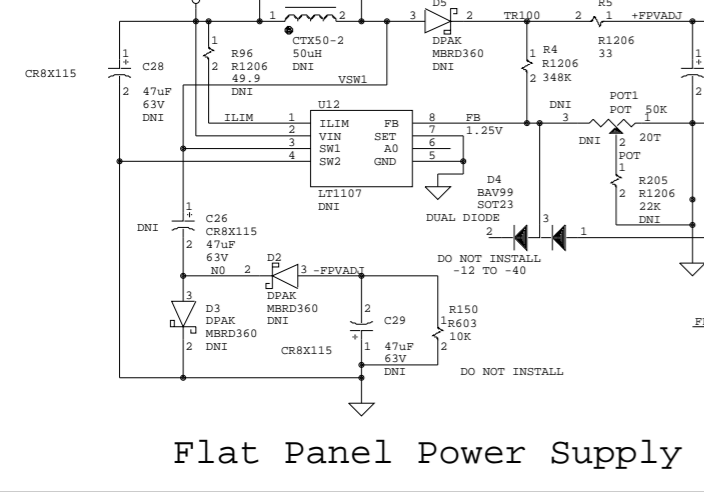 R5
D5
1
2
3
2
TR100
2
1
+FPVADJ
CTX50-2
50uH
DNI
DPAK
MBRD360
DNI
R1206
33
1
R96
R1206
2
49.9
DNI
R4
R1206
348K
1
2
1
+
C28
CR8X115
2
47uF
63V
DNI
VSW1
1
+
2
U12
ILIM
1
ILIM
FB
8
FB
2
VIN
SET
7
1.25V
3
SW1
A0
6
4
SW2
GND
5
LT1107
DNI
DNI
3
POT1
POT
50K
1
DNI
2
20T
POT
1
R205
R1206
22K
2
DNI
D4
BAV99
SOT23
DUAL DIODE
2
3
1
DO NOT INSTALL
-12 TO -40
1
+
DNI
C26
CR8X115
47uF
63V
2
N0
2
D2
3
-FPVADJ
DPAK
MBRD360
DNI
3
D3
DPAK
MBRD360
2
DNI
2
C29
+
CR8X115
1
47uF
63V
DNI
R150
1
R603
10K
2
DO NOT INSTALL
Flat Panel Power Supply